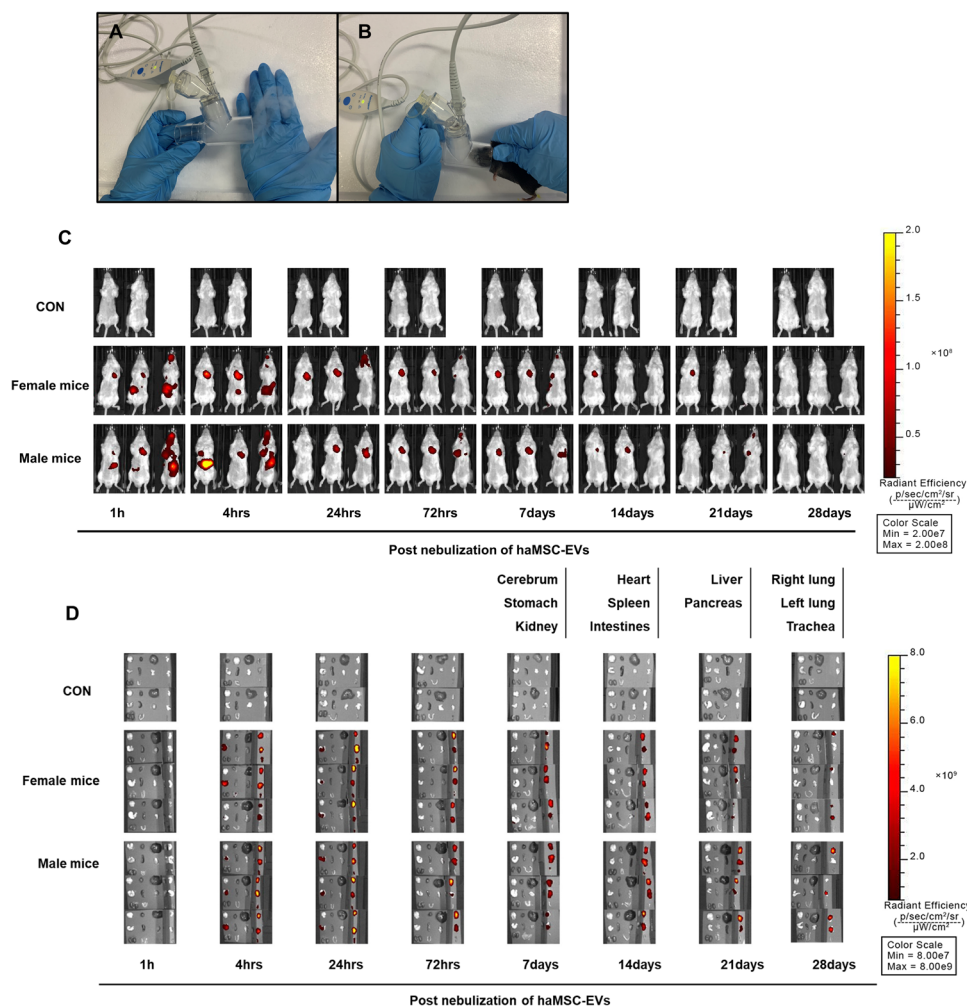 A
B
C
CON
Female mice
Male mice
1h 4hrs 24hrs 72hrs 7days 14days 21days 28days
Post nebulization of haMSC-EVs
2.0
1.5
×10⁸
1.0
0.5
Radiant Efficiency
(p/sec/cm²/sr)
µW/cm²
Color Scale
Min = 2.00e7
Max = 2.00e8
Cerebrum Heart Liver Right lung
Stomach Spleen Pancreas Left lung
Kidney Intestines Trachea
D
CON
Female mice
Male mice
1h 4hrs 24hrs 72hrs 7days 14days 21days 28days
Post nebulization of haMSC-EVs
8.0
6.0
×10⁹
4.0
2.0
Radiant Efficiency
(p/sec/cm²/sr)
µW/cm²
Color Scale
Min = 8.00e7
Max = 8.00e9